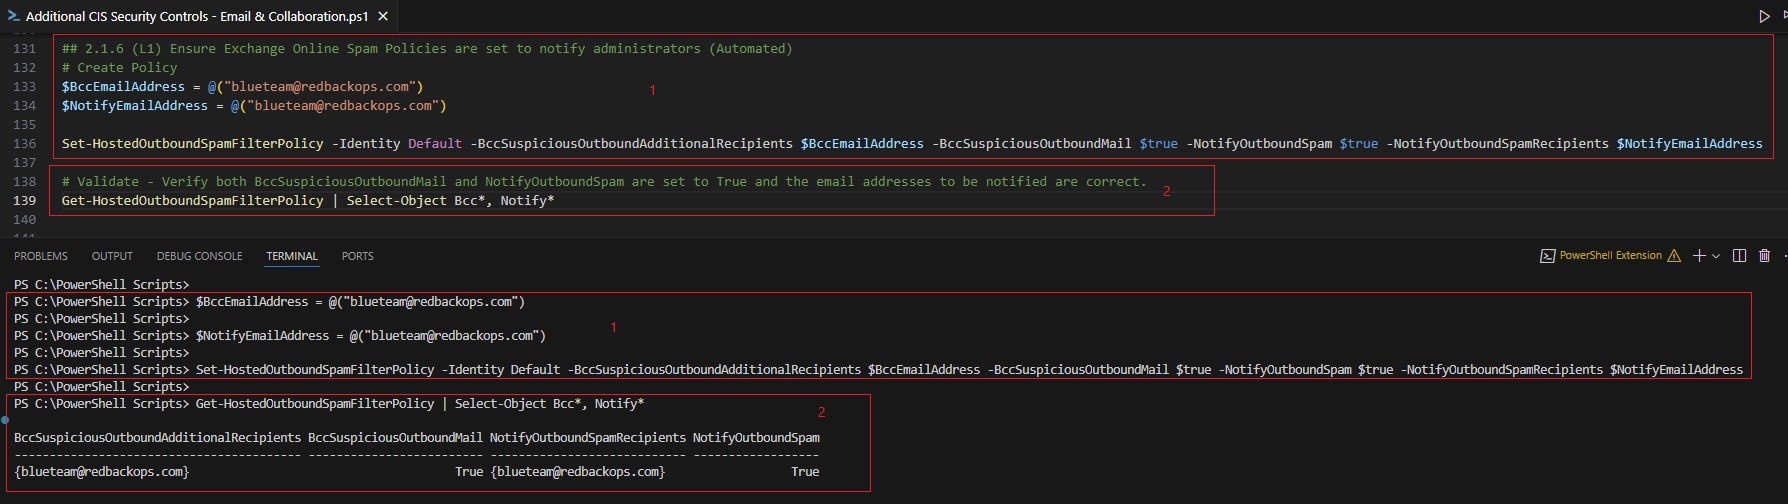 Additional CIS Security Controls - Email & Collaboration.ps1
131 ## 2.1.6 (L1) Ensure Exchange Online Spam Policies are set to notify administrators (Automated)
132 # Create Policy
133 $BccEmailAddress = @("blueteam@redbackops.com")
1
134 $NotifyEmailAddress = @("blueteam@redbackops.com")
135
136 Set-HostedOutboundSpamFilterPolicy -Identity Default -BccSuspiciousOutboundAdditionalRecipients $BccEmailAddress -BccSuspiciousOutboundMail $true -NotifyOutboundSpam $true -NotifyOutboundSpamRecipients $NotifyEmailAddress
137
138 # Validate - Verify both BccSuspiciousOutboundMail and NotifyOutboundSpam are set to True and the email addresses to be notified are correct.
2
139 Get-HostedOutboundSpamFilterPolicy | Select-Object Bcc*, Notify*
140
PROBLEMS OUTPUT DEBUG CONSOLE TERMINAL PORTS PowerShell Extension
PS C:\PowerShell Scripts>
PS C:\PowerShell Scripts> $BccEmailAddress = @("blueteam@redbackops.com")
PS C:\PowerShell Scripts>
1
PS C:\PowerShell Scripts> $NotifyEmailAddress = @("blueteam@redbackops.com")
PS C:\PowerShell Scripts>
PS C:\PowerShell Scripts> Set-HostedOutboundSpamFilterPolicy -Identity Default -BccSuspiciousOutboundAdditionalRecipients $BccEmailAddress -BccSuspiciousOutboundMail $true -NotifyOutboundSpam $true -NotifyOutboundSpamRecipients $NotifyEmailAddress
PS C:\PowerShell Scripts>
PS C:\PowerShell Scripts> Get-HostedOutboundSpamFilterPolicy | Select-Object Bcc*, Notify*
2
BccSuspiciousOutboundAdditionalRecipients BccSuspiciousOutboundMail NotifyOutboundSpamRecipients NotifyOutboundSpam
----------------------------------------- ------------------------- ---------------------------- ------------------
{blueteam@redbackops.com} True {blueteam@redbackops.com} True